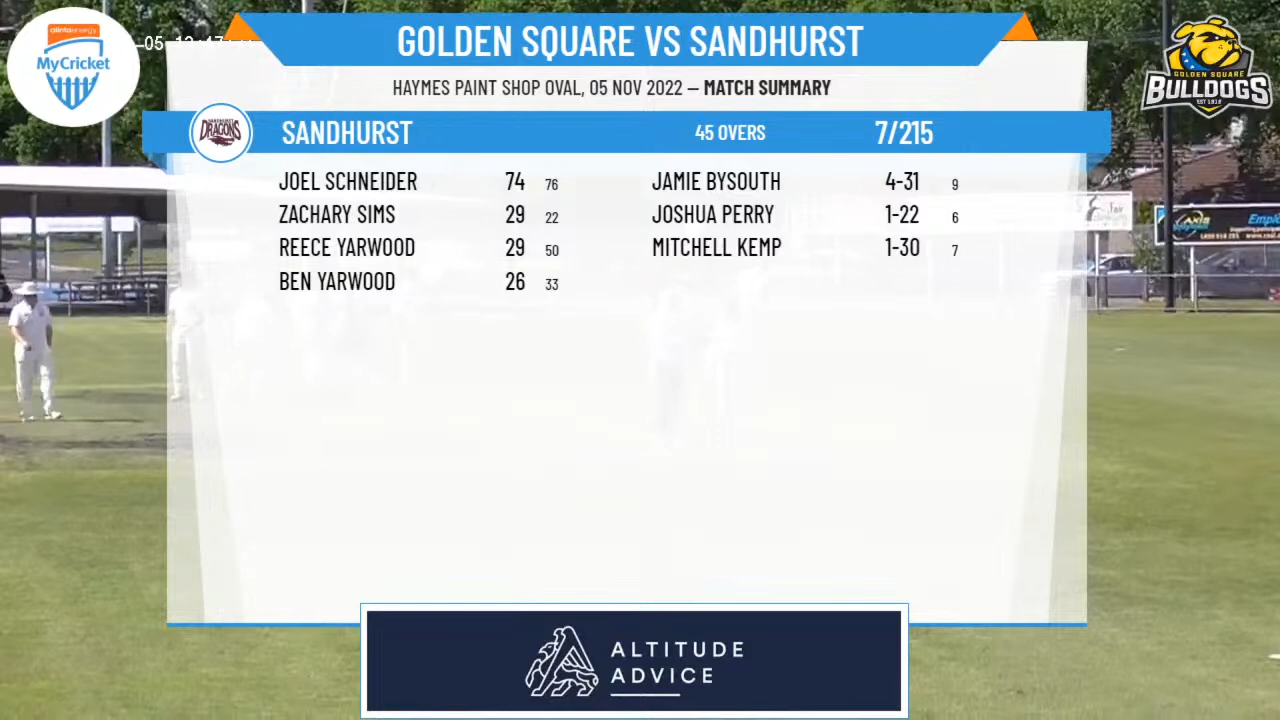 alintaenergy
MyCricket
GOLDEN SQUARE VS SANDHURST
HAYMES PAINT SHOP OVAL, 05 NOV 2022 – MATCH SUMMARY
GOLDEN SQUARE
BULLDOGS
DRAGONS
SANDHURST 45 OVERS 7/215
JOEL SCHNEIDER 74 76 JAMIE BYSOUTH 4-31 9
ZACHARY SIMS 29 22 JOSHUA PERRY 1-22 6
REECE YARWOOD 29 50 MITCHELL KEMP 1-30 7
BEN YARWOOD 26 33
AXIS
ALTITUDE
ADVICE